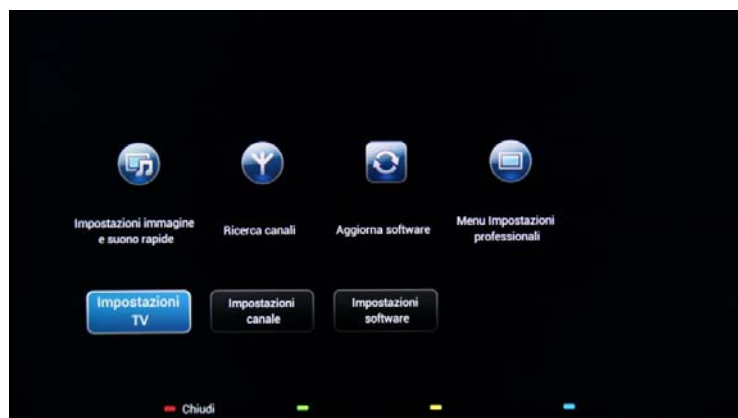 Impostazioni immagine
e suono rapide
Ricerca canali
Aggiorna software
Menu Impostazioni
professionali
Impostazioni
TV
Impostazioni
canale
Impostazioni
software
Chiudi